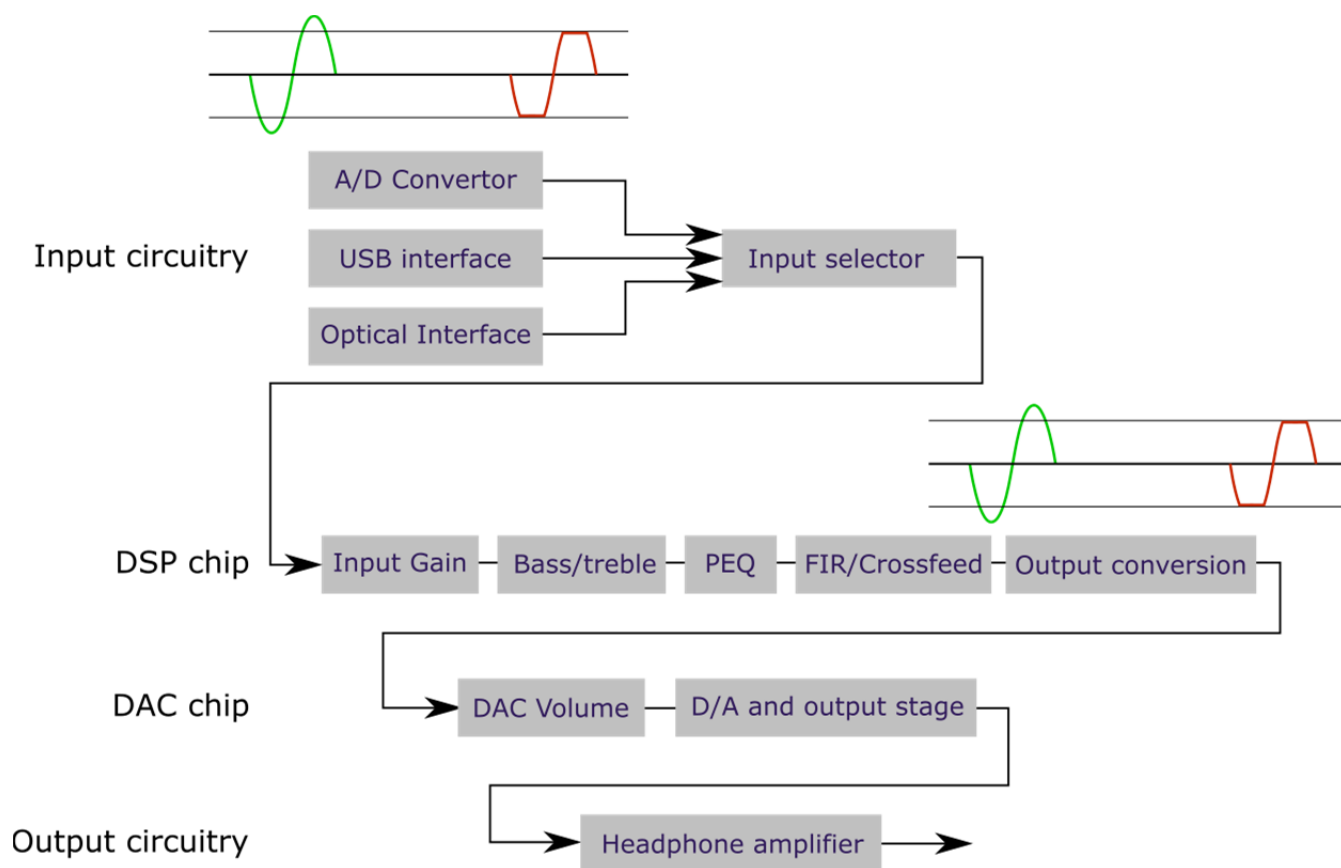 A/D Convertor
Input circuitry
USB interface
Input selector
Optical Interface
DSP chip
Input Gain
Bass/treble
PEQ
FIR/Crossfeed
Output conversion
DAC chip
DAC Volume
D/A and output stage
Output circuitry
Headphone amplifier